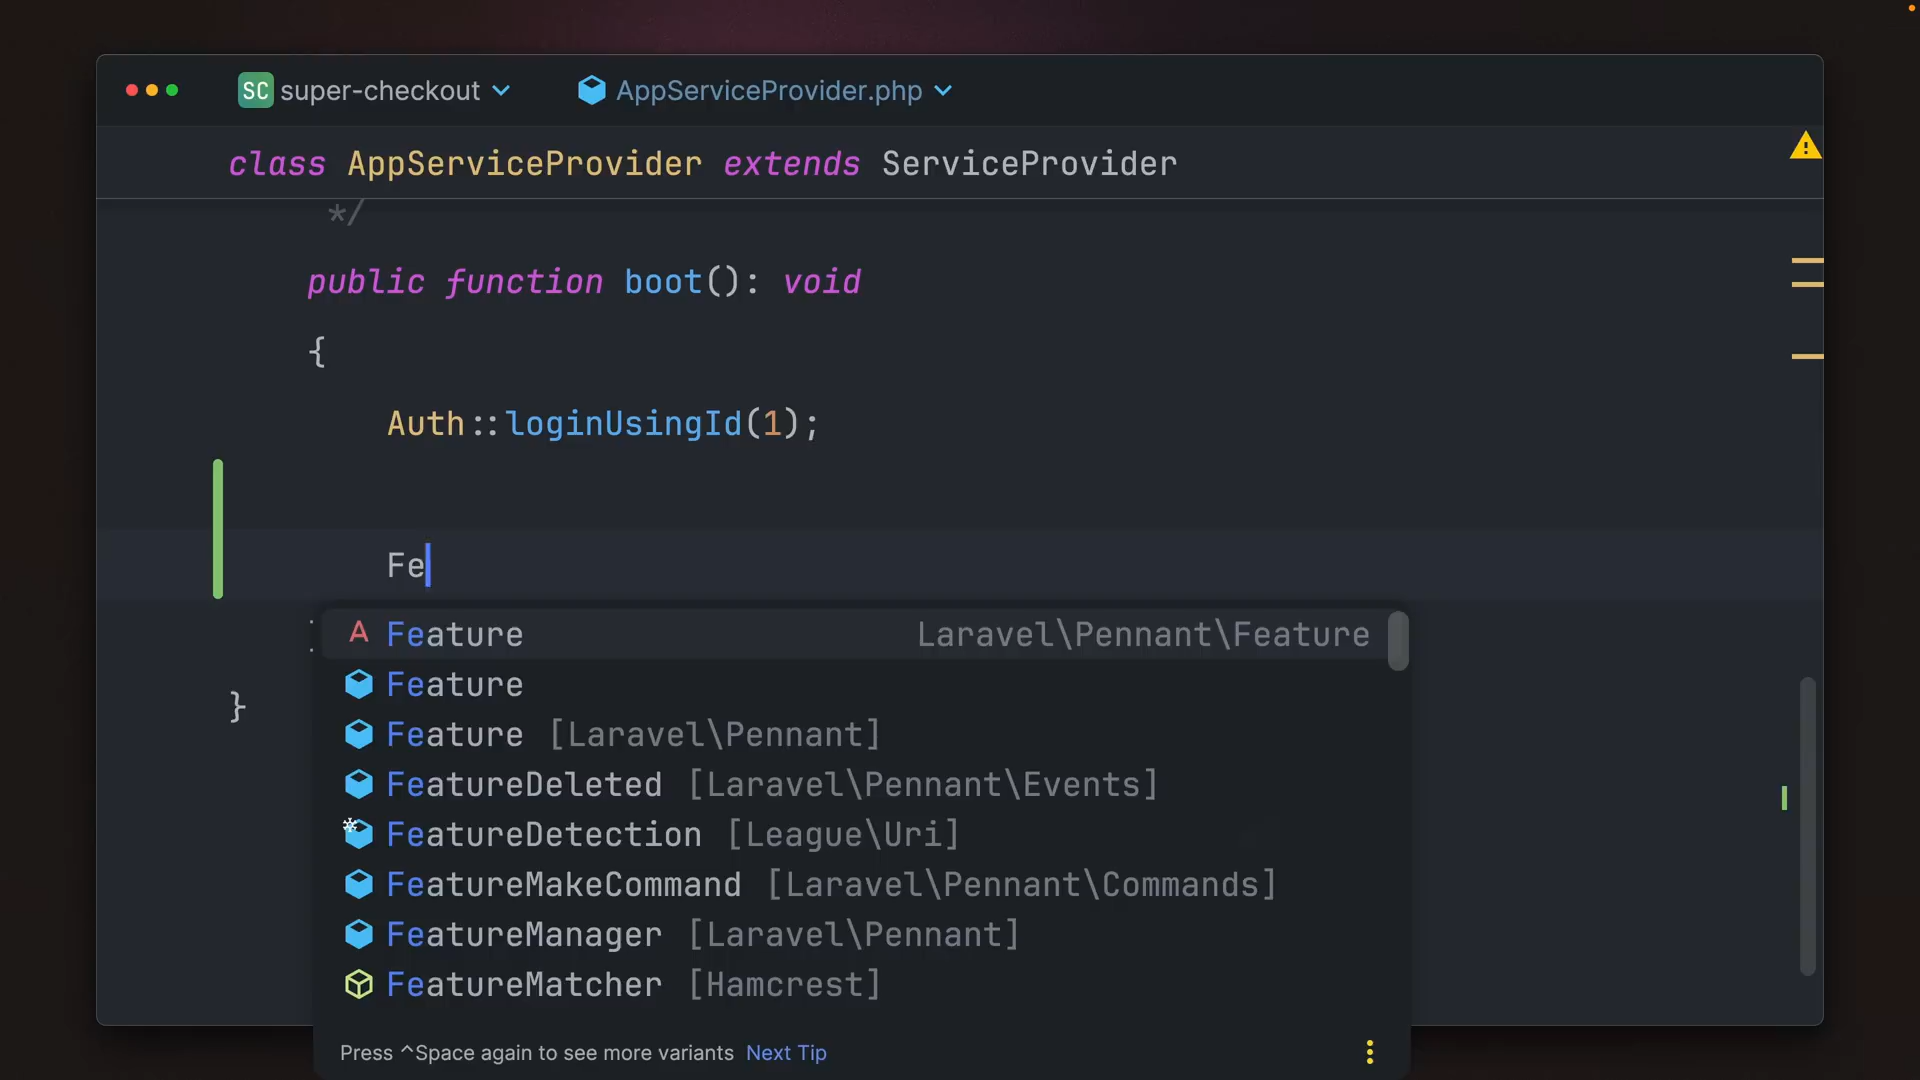 SC super-checkout AppServiceProvider.php
class AppServiceProvider extends ServiceProvider
*/
public function boot(): void
{
Auth::loginUsingId(1);
Fe
A Feature Laravel\Pennant\Feature
Feature
Feature [Laravel\Pennant]
FeatureDeleted [Laravel\Pennant\Events]
FeatureDetection [League\Uri]
FeatureMakeCommand [Laravel\Pennant\Commands]
FeatureManager [Laravel\Pennant]
FeatureMatcher [Hamcrest]
}
Press ^Space again to see more variants Next Tip